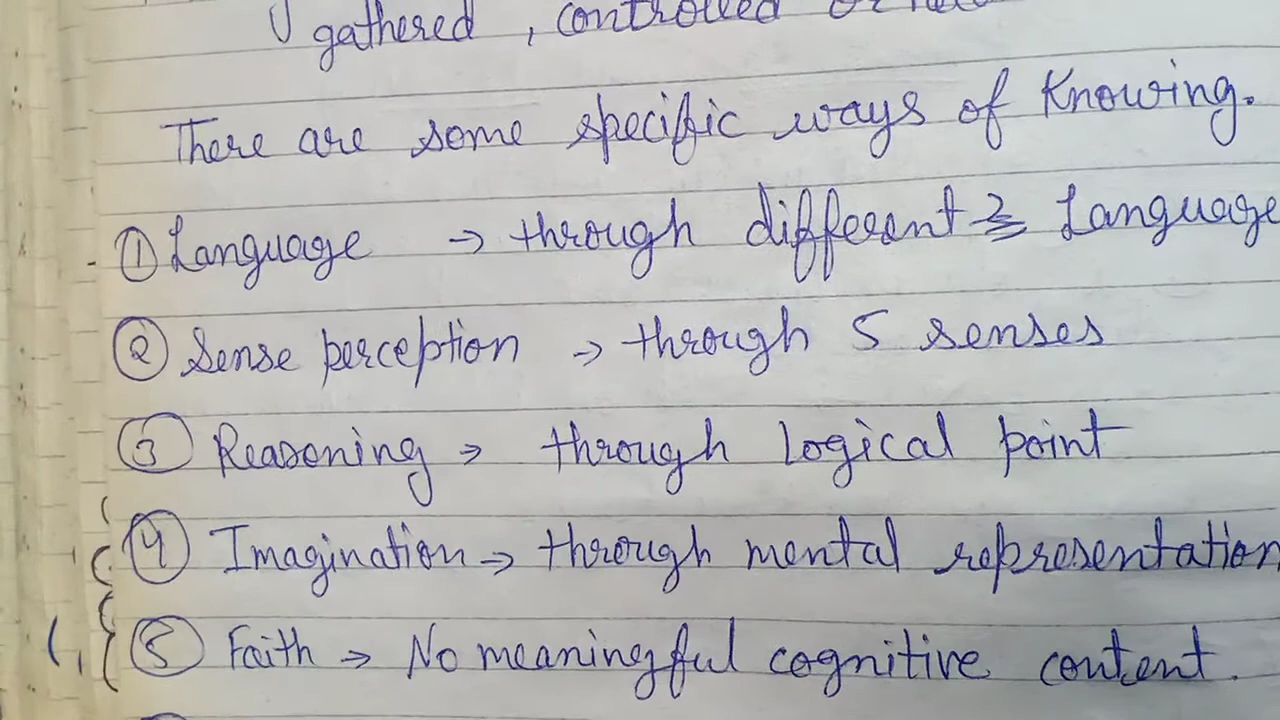 gathered, controlled or
There are some specific ways of Knowing.
① Language → through different Language
② Sense perception → through 5 senses
③ Reasoning → through logical point
④ Imagination → through mental representation
⑤ Faith → No meaningful cognitive content.